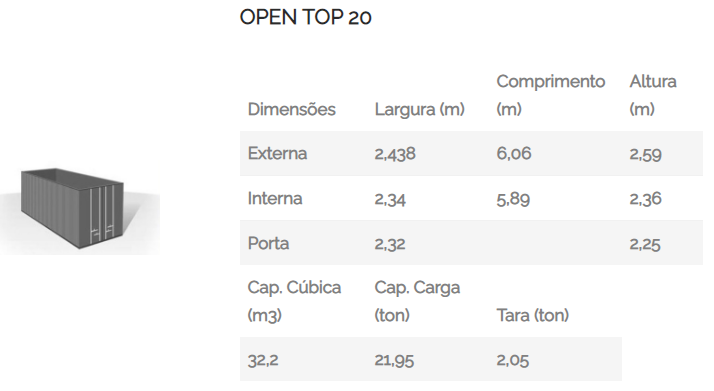 OPEN TOP 20
Comprimento Altura
Dimensões Largura (m) (m) (m)
Externa 2,438 6,06 2,59
Interna 2,34 5,89 2,36
Porta 2,32 2,25
Cap. Cúbica Cap. Carga
(m3) (ton) Tara (ton)
32,2 21,95 2,05